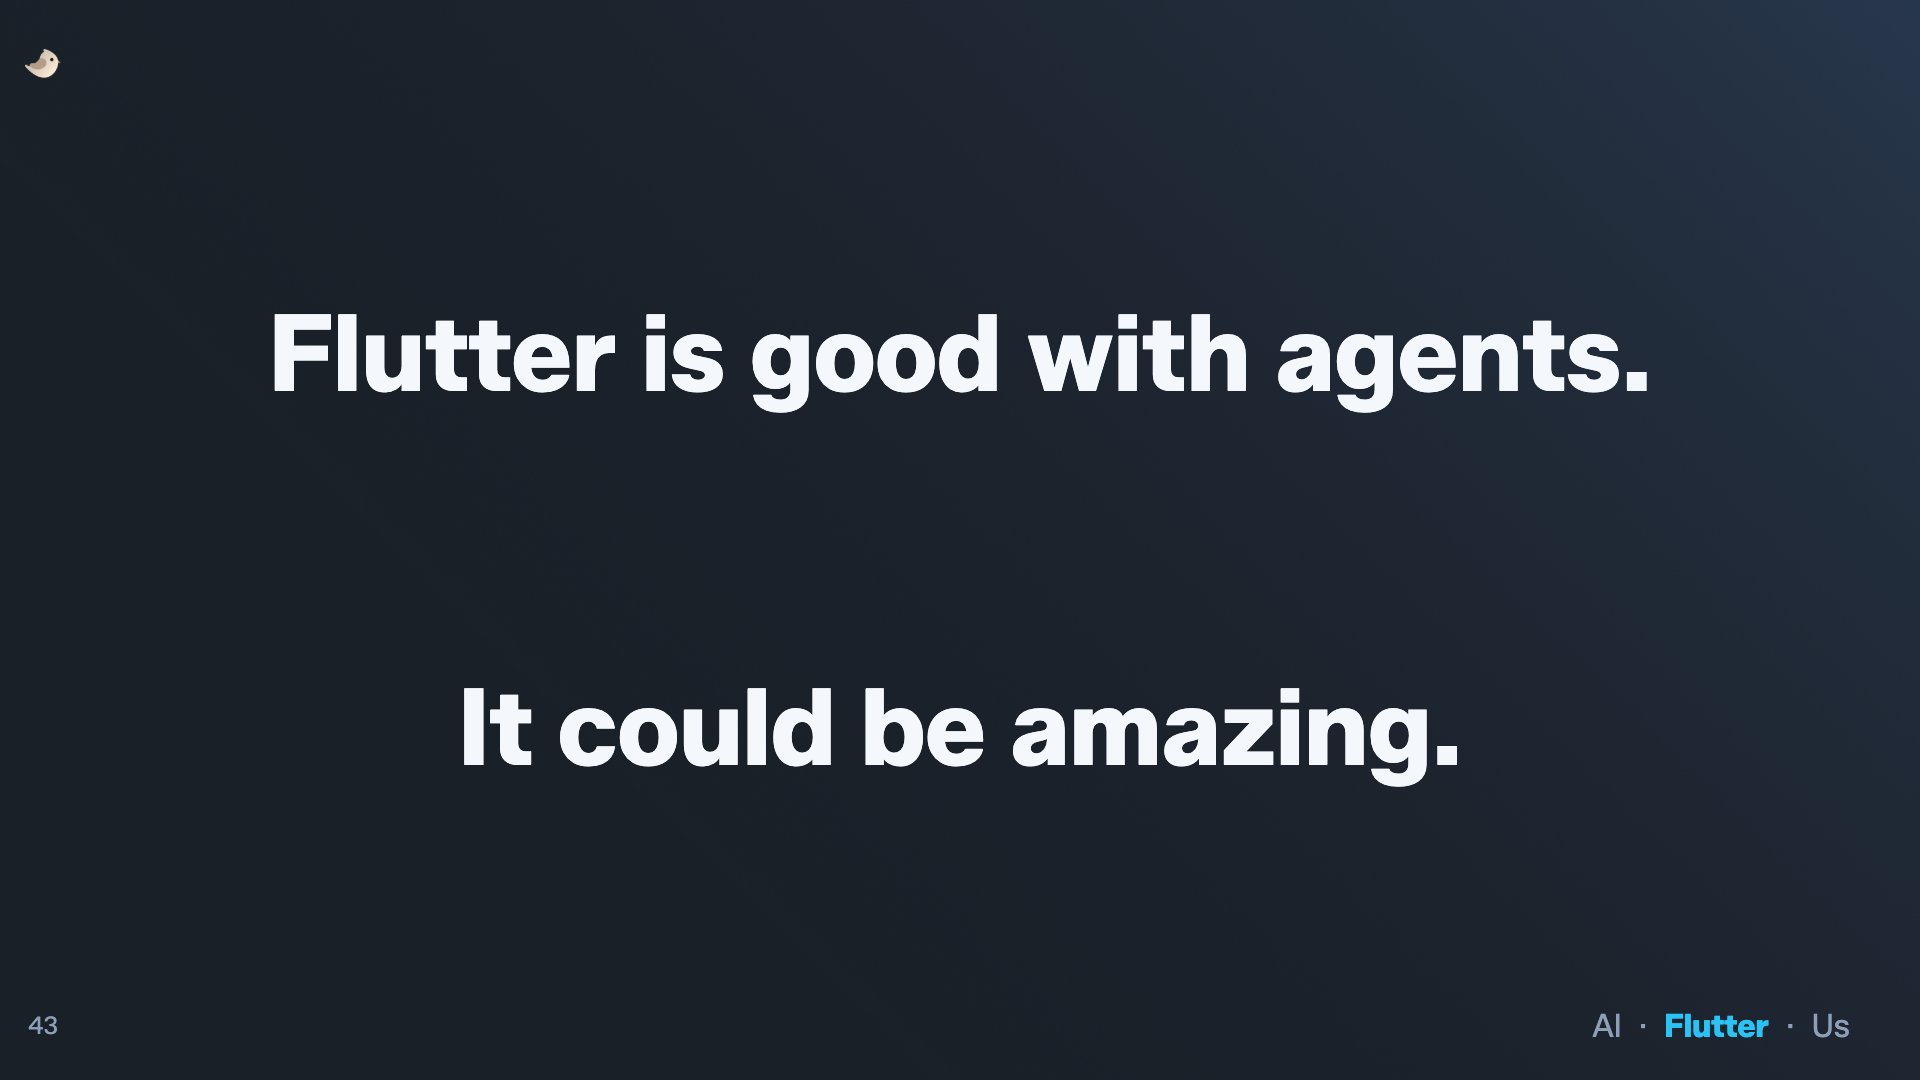 Flutter is good with agents.
It could be amazing.
43
AI · Flutter · Us